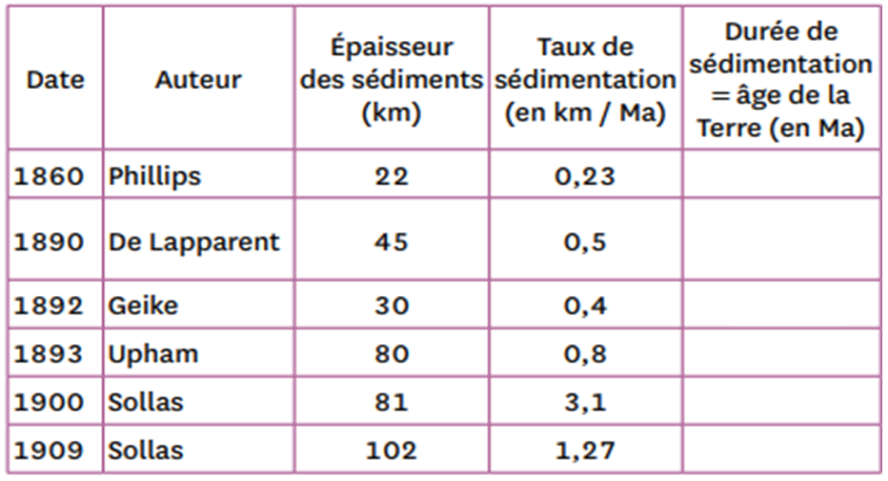 Date
Auteur
Épaisseur
des sédiments
(km)
Taux de
sédimentation
(en km / Ma)
Durée de
sédimentation
= âge de la
Terre (en Ma)
1860 Phillips 22 0,23
1890 De Lapparent 45 0,5
1892 Geike 30 0,4
1893 Upham 80 0,8
1900 Sollas 81 3,1
1909 Sollas 102 1,27